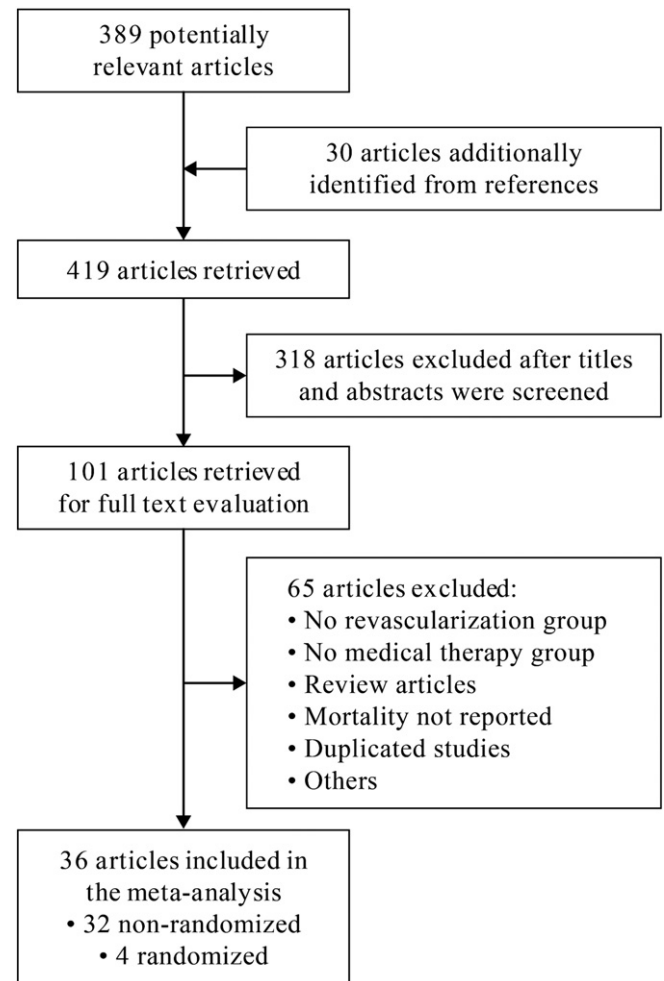 389 potentially
relevant articles
30 articles additionally
identified from references
419 articles retrieved
318 articles excluded after titles
and abstracts were screened
101 articles retrieved
for full text evaluation
65 articles excluded:
• No revascularization group
• No medical therapy group
• Review articles
• Mortality not reported
• Duplicated studies
• Others
36 articles included in
the meta-analysis
• 32 non-randomized
• 4 randomized